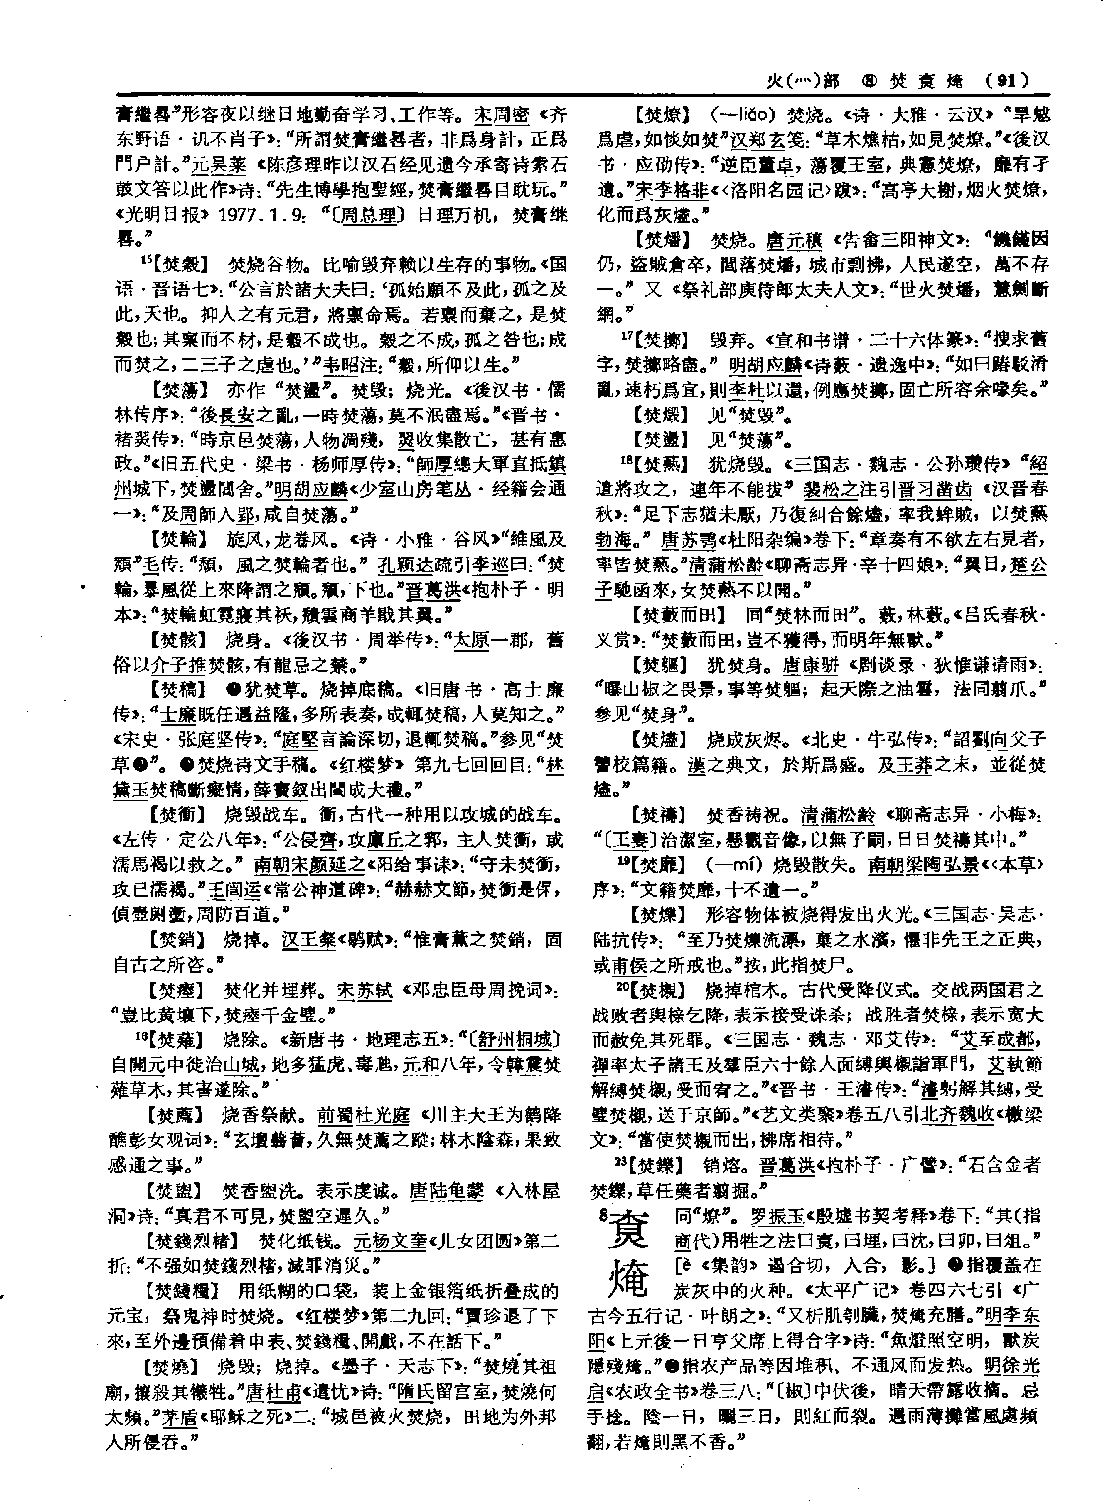 火(灬)部 ⑧ 焚 㶷 㷈 (91)
膏繼晷”形容夜以继日地勤奋学习、工作等。宋周密《齐
东野语·讥不肖子》：“所謂焚膏繼晷者，非爲身計，正爲
門户計。”元吴莱《陈彦理昨以汉石经见遗今承寄诗索石
鼓文答以此作》诗：“先生博學抱聖經，焚膏繼晷日耽玩。”
《光明日报》1977.1.9：“〔周总理〕日理万机，焚膏继
晷。”
¹⁵【焚穀】 焚烧谷物。比喻毁弃赖以生存的事物。《国
语·晋语七》：“公言於諸大夫曰：‘孤始願不及此，孤之及
此，天也。抑人之有元君，將禀命焉。若禀而棄之，是焚
穀也；其禀而不材，是穀不成也。穀之不成，孤之咎也；成
而焚之，二三子之虐也。’”韦昭注：“穀，所仰以生。”
【焚蕩】 亦作“焚盪”。焚毁；烧光。《後汉书·儒
林传序》：“後長安之亂，一時焚蕩，莫不泯盡焉。”《晋书·
褚裒传》：“時京邑焚蕩，人物凋殘，翜收集散亡，甚有惠
政。”《旧五代史·梁书·杨师厚传》：“師厚總大軍直抵鎮
州城下，焚盪閭舍。”明胡应麟《少室山房笔丛·经籍会通
一》：“及周師入郢，咸自焚蕩。”
【焚輪】 旋风，龙卷风。《诗·小雅·谷风》“維風及
頹”毛传：“頹，風之焚輪者也。”孔颖达疏引李巡曰：“焚
輪，暴風從上來降謂之頹。頹，下也。”晋葛洪《抱朴子·明
本》：“焚輪虹霓寢其祅，穨雲商羊戢其翼。”
【焚骸】 烧身。《後汉书·周举传》：“太原一郡，舊
俗以介子推焚骸，有龍忌之禁。”
【焚稿】 ❶犹焚草。烧掉底稿。《旧唐书·高士廉
传》：“士廉既任遇益隆，多所表奏，成輒焚稿，人莫知之。”
《宋史·张庭坚传》：“庭堅言論深切，退輒焚稿。”参见“焚
草❶”。❷焚烧诗文手稿。《红楼梦》第九七回回目：“林
黛玉焚稿斷癡情，薛寶釵出閨成大禮。”
【焚衝】 烧毁战车。衝，古代一种用以攻城的战车。
《左传·定公八年》：“公侵齊，攻廩丘之郛，主人焚衝，或
濡馬褐以救之。”南朝宋颜延之《阳给事诔》：“守未焚衝，
攻已濡褐。”王闿运《常公神道碑》：“赫赫文節，焚衝是俘，
偵壺剛壍，周防百道。”
【焚銷】 烧掉。汉王粲《鹖赋》：“惟膏薰之焚銷，固
自古之所咨。”
【焚瘞】 焚化并埋葬。宋苏轼《邓忠臣母周挽词》：
“豈比黄壤下，焚瘞千金璧。”
¹⁶【焚薙】 烧除。《新唐书·地理志五》：“〔舒州桐城〕
自開元中徙治山城，地多猛虎、毒虺，元和八年，令韓震焚
薙草木，其害遂除。”
【焚薦】 烧香祭献。前蜀杜光庭《川主大王为鹤降
醮彭女观词》：“玄壇翳薈，久無焚薦之蹤；林木陰森，果致
感通之事。”
【焚盥】 焚香盥洗。表示虔诚。唐陆龟蒙《入林屋
洞》诗：“真君不可見，焚盥空遲久。”
【焚錢烈楮】 焚化纸钱。元杨文奎《儿女团圆》第二
折：“不强如焚錢烈楮，減罪消灾。”
【焚錢糧】 用纸糊的口袋，装上金银箔纸折叠成的
元宝，祭鬼神时焚烧。《红楼梦》第二九回：“賈珍退了下
來，至外邊預備着申表、焚錢糧、開戲，不在話下。”
【焚燒】 烧毁；烧掉。《墨子·天志下》：“焚燒其祖
廟，攘殺其犧牲。”唐杜甫《遣忧》诗：“隋氏留宫室，焚燒何
太頻。”茅盾《耶稣之死》二：“城邑被火焚烧，田地为外邦
人所侵吞。”
【焚燎】 （—liáo）焚烧。《诗·大雅·云汉》“旱魃
爲虐，如惔如焚”汉郑玄笺：“草木燋枯，如見焚燎。”《後汉
书·应劭传》：“逆臣董卓，蕩覆王室，典憲焚燎，靡有孑
遺。”宋李格非《〈洛阳名园记〉跋》：“高亭大榭，烟火焚燎，
化而爲灰燼。”
【焚燔】 焚烧。唐元稹《告畬三阳神文》：“饑饉因
仍，盜賊倉卒，閭落焚燔，城市剽拂，人民遂空，萬不存
一。”又《祭礼部庾侍郎太夫人文》：“世火焚燔，慧劍斷
網。”
¹⁷【焚擲】 毁弃。《宣和书谱·二十六体篆》：“搜求舊
字，焚擲略盡。”明胡应麟《诗薮·遗逸中》：“如曰踳駁淆
亂，速朽爲宜，則李杜以還，例應焚擲，固亡所容余喙矣。”
【焚燬】 见“焚毁”。
【焚盪】 见“焚蕩”。
¹⁸【焚爇】 犹烧毁。《三国志·魏志·公孙瓒传》“紹
遣將攻之，連年不能拔”裴松之注引晋习凿齿《汉晋春
秋》：“足下志猶未厭，乃復糾合餘燼，率我蛑賊，以焚爇
勃海。”唐苏鹗《杜阳杂编》卷下：“章奏有不欲左右見者，
率皆焚爇。”清蒲松龄《聊斋志异·辛十四娘》：“翼日，楚公
子馳函來，女焚爇不以聞。”
【焚藪而田】 同“焚林而田”。薮，林薮。《吕氏春秋·
义赏》：“焚藪而田，豈不獲得，而明年無獸。”
【焚軀】 犹焚身。唐康骈《剧谈录·狄惟谦请雨》：
“曝山椒之畏景，事等焚軀；起天際之油雲，法同翦爪。”
参见“焚身”。
【焚燼】 烧成灰烬。《北史·牛弘传》：“詔劉向父子
讎校篇籍。漢之典文，於斯爲盛。及王莽之末，並從焚
燼。”
【焚禱】 焚香祷祝。清蒲松龄《聊斋志异·小梅》：
“〔王妻〕治潔室，懸觀音像，以無子嗣，日日焚禱其中。”
¹⁹【焚靡】 （—mí）烧毁散失。南朝梁陶弘景《〈本草〉
序》：“文籍焚靡，十不遺一。”
【焚爍】 形容物体被烧得发出火光。《三国志·吴志·
陆抗传》：“至乃焚爍流漂，棄之水濱，懼非先王之正典，
或甫侯之所戒也。”按，此指焚尸。
²⁰【焚櫬】 烧掉棺木。古代受降仪式。交战两国君之
战败者舆榇乞降，表示接受诛杀；战胜者焚榇，表示宽大
而赦免其死罪。《三国志·魏志·邓艾传》：“艾至成都，
禪率太子諸王及羣臣六十餘人面縛輿櫬詣軍門，艾執節
解縛焚櫬，受而宥之。”《晋书·王濬传》：“濬躬解其縛，受
璧焚櫬，送于京師。”《艺文类聚》卷五八引北齐魏收《檄梁
文》：“當使焚櫬而出，拂席相待。”
²³【焚鑠】 销熔。晋葛洪《抱朴子·广譬》：“石含金者
焚鑠，草任藥者翦掘。”
⁸㶷 同“燎”。罗振玉《殷墟书契考释》卷下：“其（指
商代）用牲之法曰㶷，曰埋，曰沈，曰卯，曰俎。”
㷈 ［è《集韵》遏合切，入合，影。］❶指覆盖在
炭灰中的火种。《太平广记》卷四六七引《广
古今五行记·叶朗之》：“又析肌刳臟，焚㷈充膳。”明李东
阳《上元後一日亨父席上得合字》诗：“魚燈照空明，獸炭
隱殘㷈。”❷指农产品等因堆积、不通风而发热。明徐光
启《农政全书》卷三八：“〔椒〕中伏後，晴天帶露收摘。忌
手捻。陰一日，曬三日，則紅而裂。遇雨薄攤當風處頻
翻，若㷈則黑不香。”